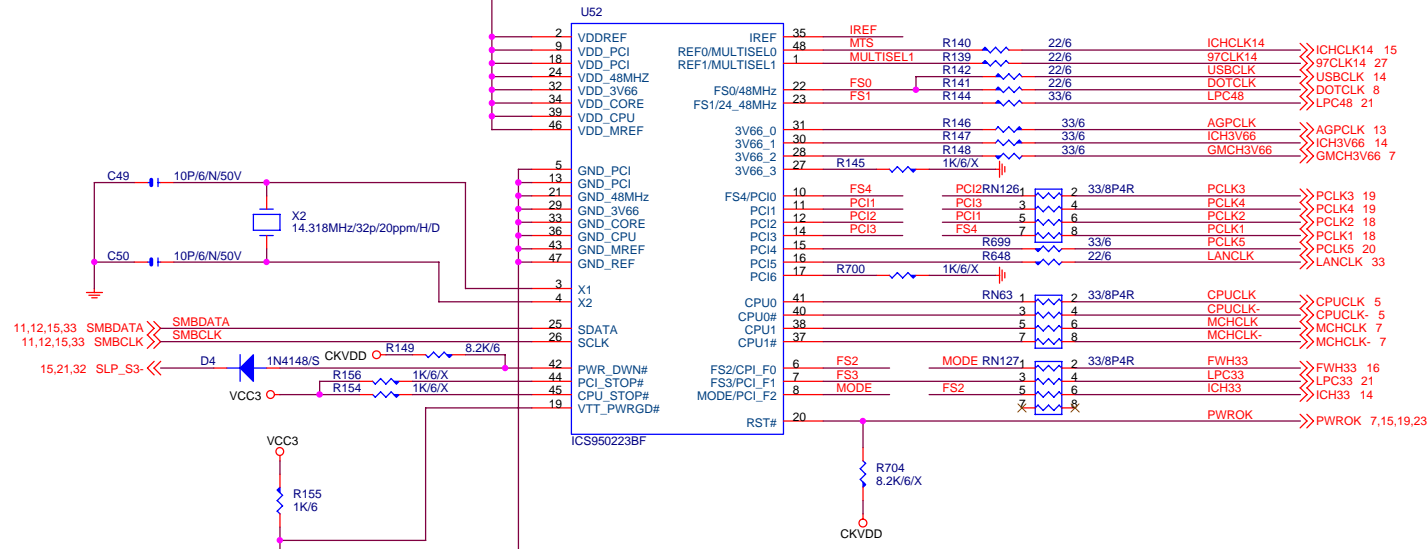 U52
2 VDDREF IREF 35 IREF
9 VDD_PCI REF0/MULTISEL0 48 MTS R140 22/6 ICHCLK14 ICHCLK14 15
18 VDD_PCI REF1/MULTISEL1 1 MULTISEL1 R139 22/6 97CLK14 97CLK14 27
24 VDD_48MHZ R142 22/6 USBCLK USBCLK 14
32 VDD_3V66 FS0/48MHz 22 FS0 R141 22/6 DOTCLK DOTCLK 8
34 VDD_CORE FS1/24_48MHz 23 FS1 R144 33/6 LPC48 LPC48 21
39 VDD_CPU
46 VDD_MREF 3V66_0 31 R146 33/6 AGPCLK AGPCLK 13
3V66_1 30 R147 33/6 ICH3V66 ICH3V66 14
3V66_2 28 R148 33/6 GMCH3V66 GMCH3V66 7
5 GND_PCI 3V66_3 27 R145 1K/6/X
C49 10P/6/N/50V 13 GND_PCI
21 GND_48MHz FS4/PCI0 10 FS4 PCI2 RN126 1 2 33/8P4R PCLK3 PCLK3 19
29 GND_3V66 PCI1 11 PCI1 PCI3 3 4 PCLK4 PCLK4 19
X2 33 GND_CORE PCI2 12 PCI2 PCI1 5 6 PCLK2 PCLK2 18
14.318MHz/32p/20ppm/H/D 36 GND_CPU PCI3 14 PCI3 FS4 7 8 PCLK1 PCLK1 18
43 GND_MREF PCI4 15 R699 33/6 PCLK5 PCLK5 20
C50 10P/6/N/50V 47 GND_REF PCI5 16 R648 22/6 LANCLK LANCLK 33
PCI6 17 R700 1K/6/X
3 X1
4 X2 CPU0 41 RN63 1 2 33/8P4R CPUCLK CPUCLK 5
CPU0# 40 3 4 CPUCLK- CPUCLK- 5
11,12,15,33 SMBDATA SMBDATA 25 SDATA CPU1 38 5 6 MCHCLK MCHCLK 7
11,12,15,33 SMBCLK SMBCLK 26 SCLK CPU1# 37 7 8 MCHCLK- MCHCLK- 7
CKVDD R149 8.2K/6
15,21,32 SLP_S3- D4 1N4148/S 42 PWR_DWN# FS2/CPI_F0 6 FS2 MODE RN127 1 2 33/8P4R FWH33 FWH33 16
R156 1K/6/X 44 PCI_STOP# FS3/PCI_F1 7 FS3 3 4 LPC33 LPC33 21
VCC3 R154 1K/6/X 45 CPU_STOP# MODE/PCI_F2 8 MODE FS2 5 6 ICH33 ICH33 14
19 VTT_PWRGD# 7 8
RST# 20 PWROK PWROK 7,15,19,23
ICS950223BF
VCC3
R704
8.2K/6/X
R155
1K/6
CKVDD